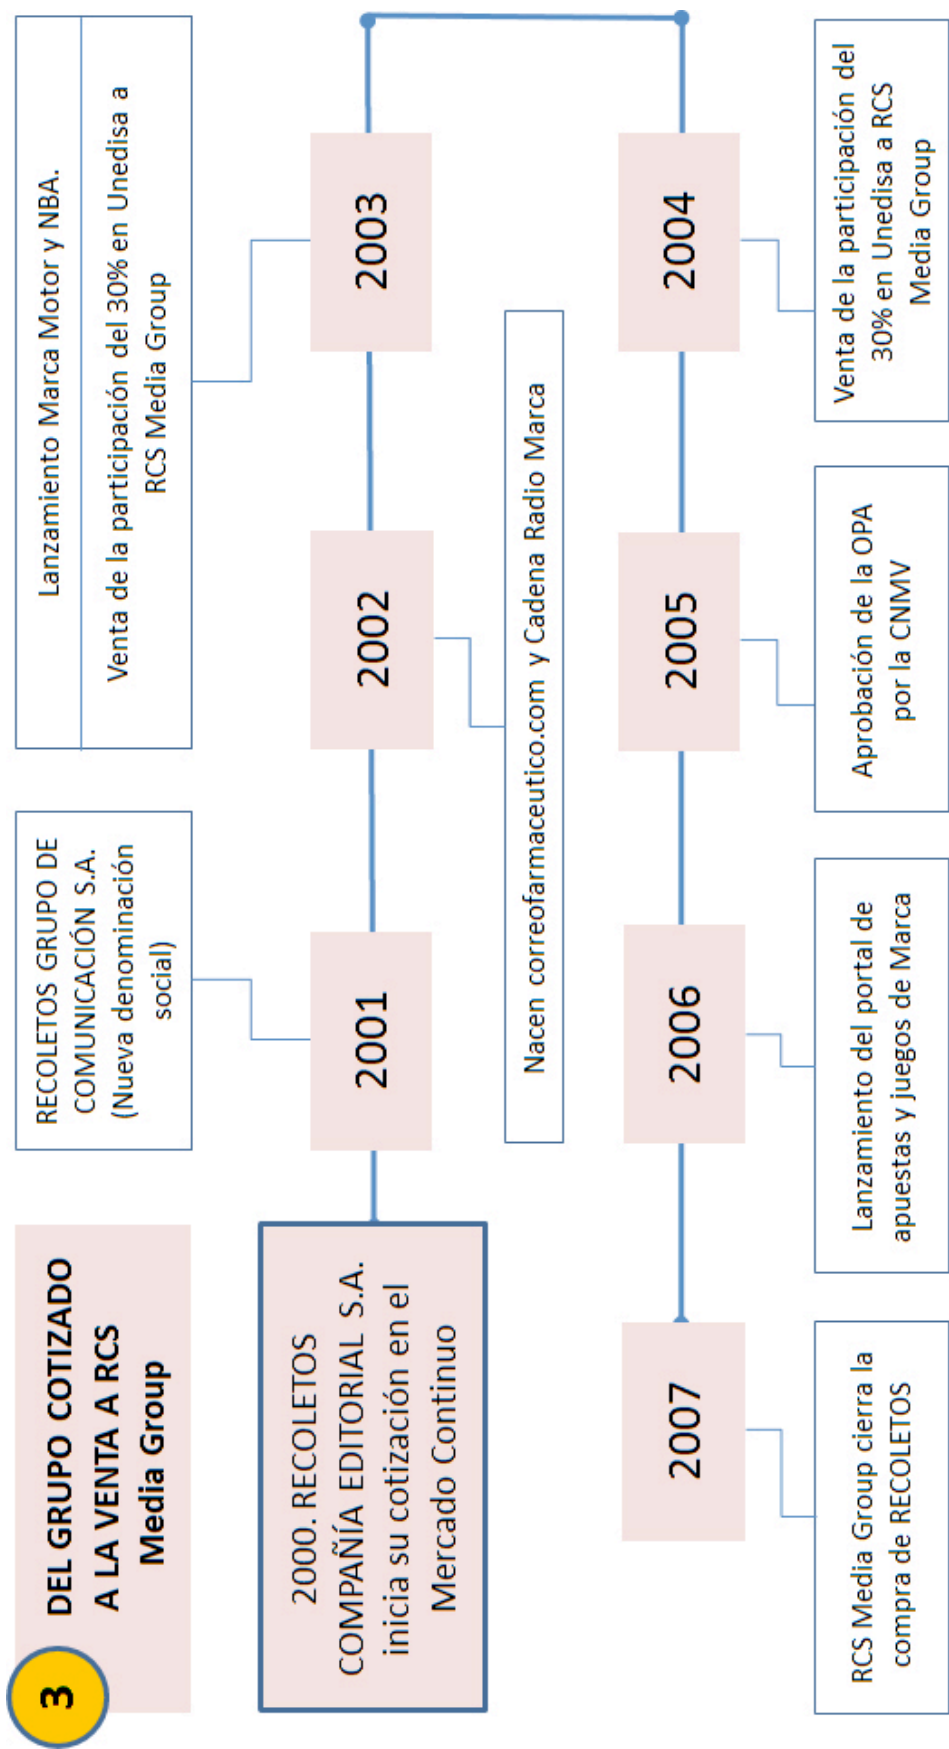 3
DEL GRUPO COTIZADO
A LA VENTA A RCS
Media Group
RECOLETOS GRUPO DE
COMUNICACIÓN S.A.
(Nueva denominación
social)
Lanzamiento Marca Motor y NBA.
Venta de la participación del 30% en Unedisa a
RCS Media Group
2000. RECOLETOS
COMPAÑÍA EDITORIAL S.A.
inicia su cotización en el
Mercado Continuo
2001
2002
2003
Nacen correofarmaceutico.com y Cadena Radio Marca
2007
2006
2005
2004
RCS Media Group cierra la
compra de RECOLETOS
Lanzamiento del portal de
apuestas y juegos de Marca
Aprobación de la OPA
por la CNMV
Venta de la participación del
30% en Unedisa a RCS
Media Group